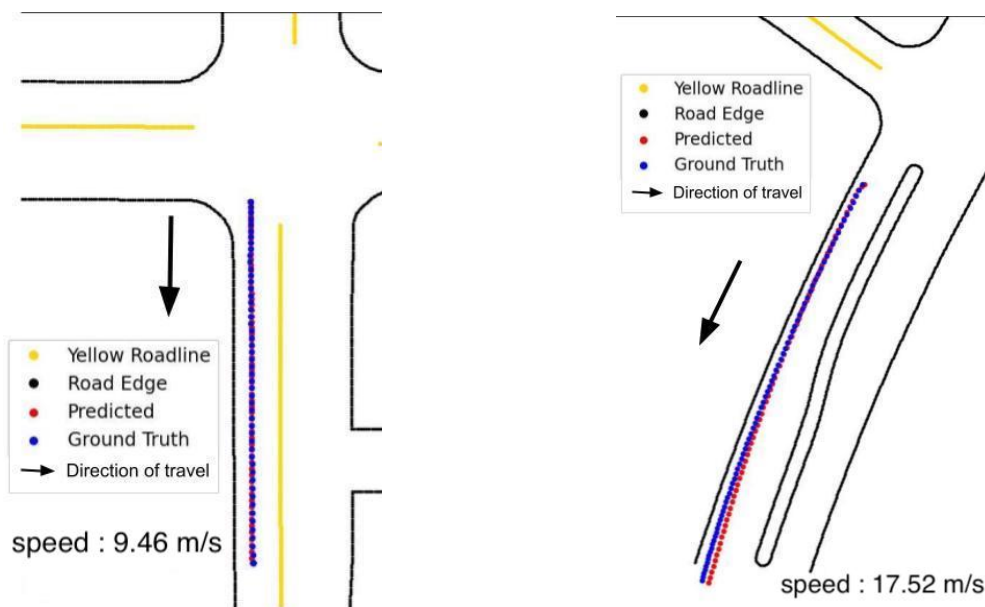 Yellow Roadline
Road Edge
Predicted
Ground Truth
Direction of travel
speed : 9.46 m/s
Yellow Roadline
Road Edge
Predicted
Ground Truth
Direction of travel
speed : 17.52 m/s